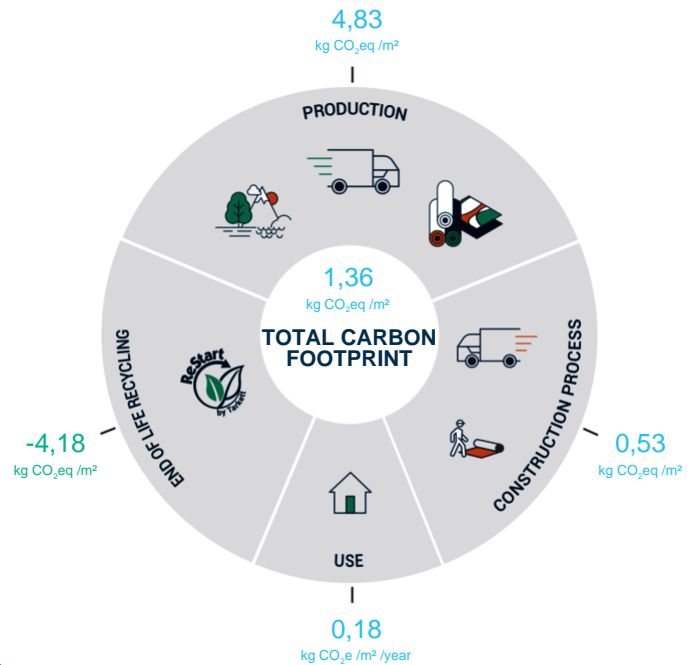 4,83
kg CO₂eq /m²
PRODUCTION
1,36
kg CO₂eq /m²
TOTAL CARBON
FOOTPRINT
CONSTRUCTION PROCESS
0,53
kg CO₂eq /m²
USE
0,18
kg CO₂e /m² /year
END OF LIFE RECYCLING
ReStart
by Tarkett
-4,18
kg CO₂eq /m²